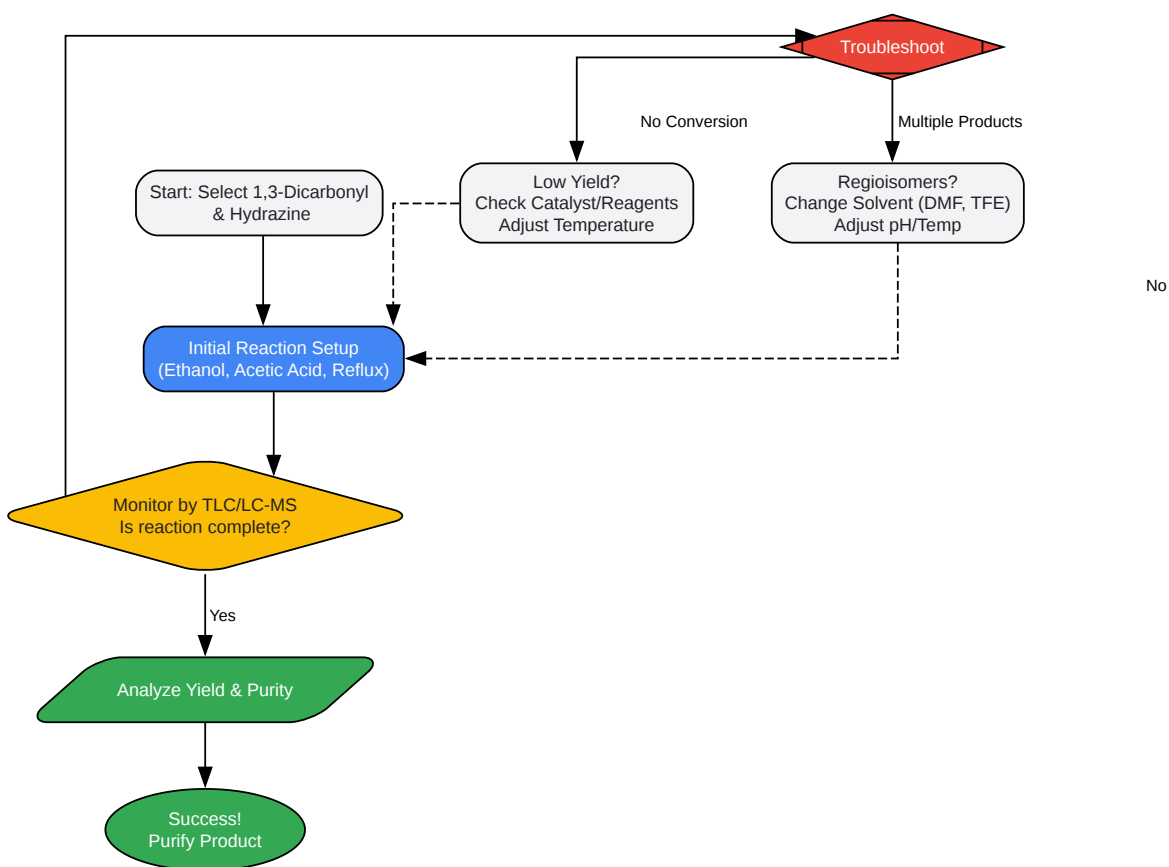 Troubleshoot
No Conversion
Multiple Products
Start: Select 1,3-Dicarbonyl
& Hydrazine
Low Yield?
Check Catalyst/Reagents
Adjust Temperature
Regioisomers?
Change Solvent (DMF, TFE)
Adjust pH/Temp
No
Initial Reaction Setup
(Ethanol, Acetic Acid, Reflux)
Monitor by TLC/LC-MS
Is reaction complete?
Yes
Analyze Yield & Purity
Success!
Purify Product